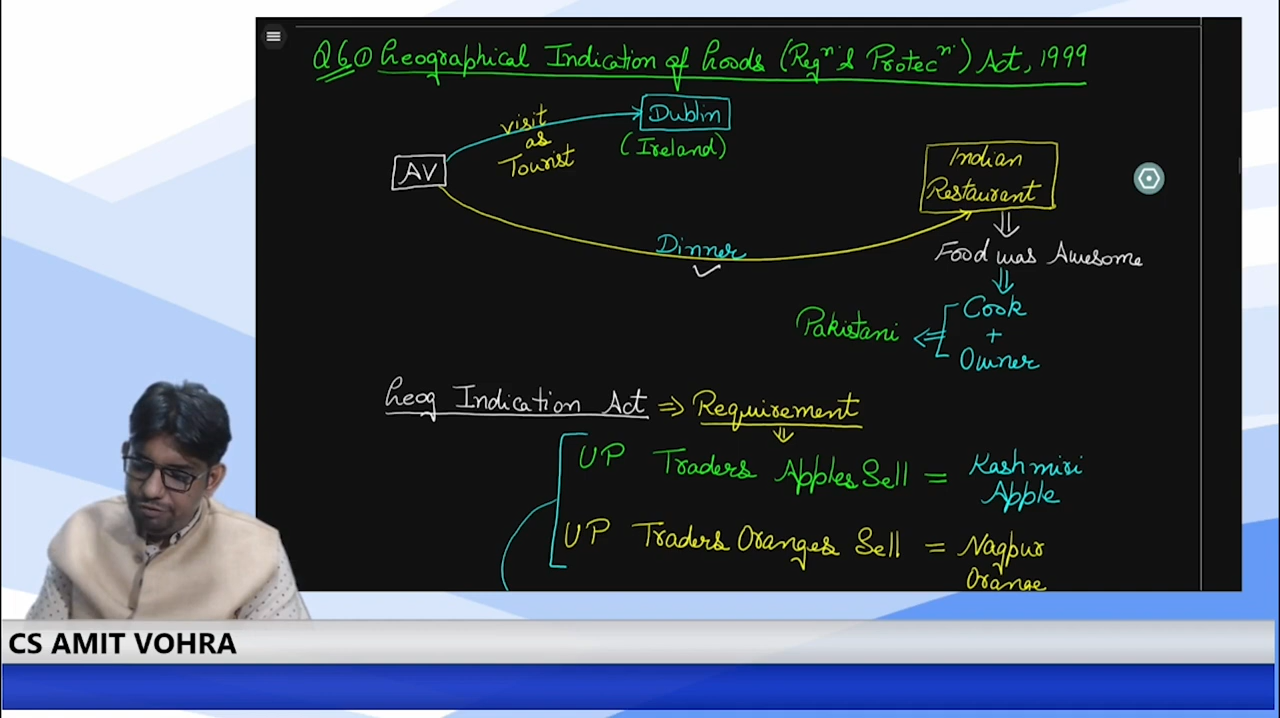 Q6① Geographical Indication of Goods (Regⁿ & Protecⁿ) Act, 1999
visit
as
Tourist
Dublin
(Ireland)
AV
Indian
Restaurant
Dinner
Food was Awesome
Cook
+
Owner
Pakistani
Geog Indication Act ⇒ Requirement
UP Traders Apples Sell = Kashmiri
Apple
UP Traders Oranges Sell = Nagpur
Orange
CS AMIT VOHRA